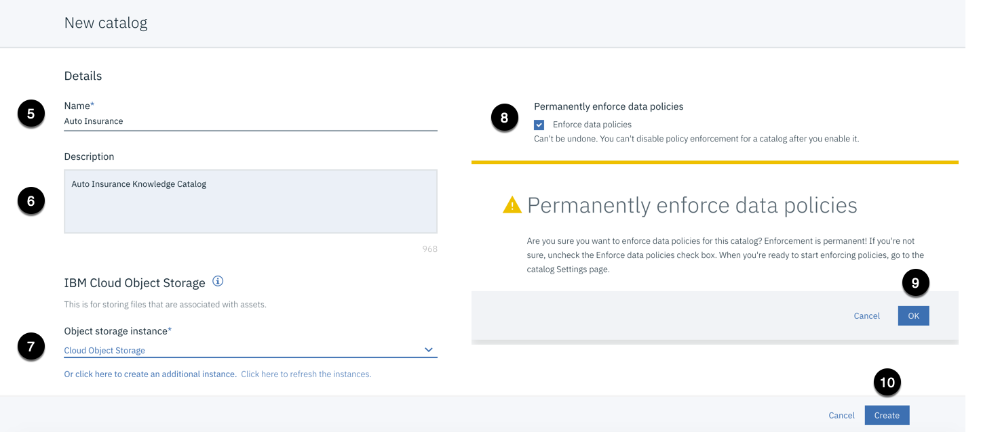 New catalog
Details
5
Name*
Auto Insurance
Description
6
Auto Insurance Knowledge Catalog
968
IBM Cloud Object Storage
This is for storing files that are associated with assets.
7
Object storage instance*
Cloud Object Storage
Or click here to create an additional instance. Click here to refresh the instances.
8
Permanently enforce data policies
Enforce data policies
Can't be undone. You can't disable policy enforcement for a catalog after you enable it.
Permanently enforce data policies
Are you sure you want to enforce data policies for this catalog? Enforcement is permanent! If you're not
sure, uncheck the Enforce data policies check box. When you're ready to start enforcing policies, go to the
catalog Settings page.
9
Cancel OK
10
Cancel Create